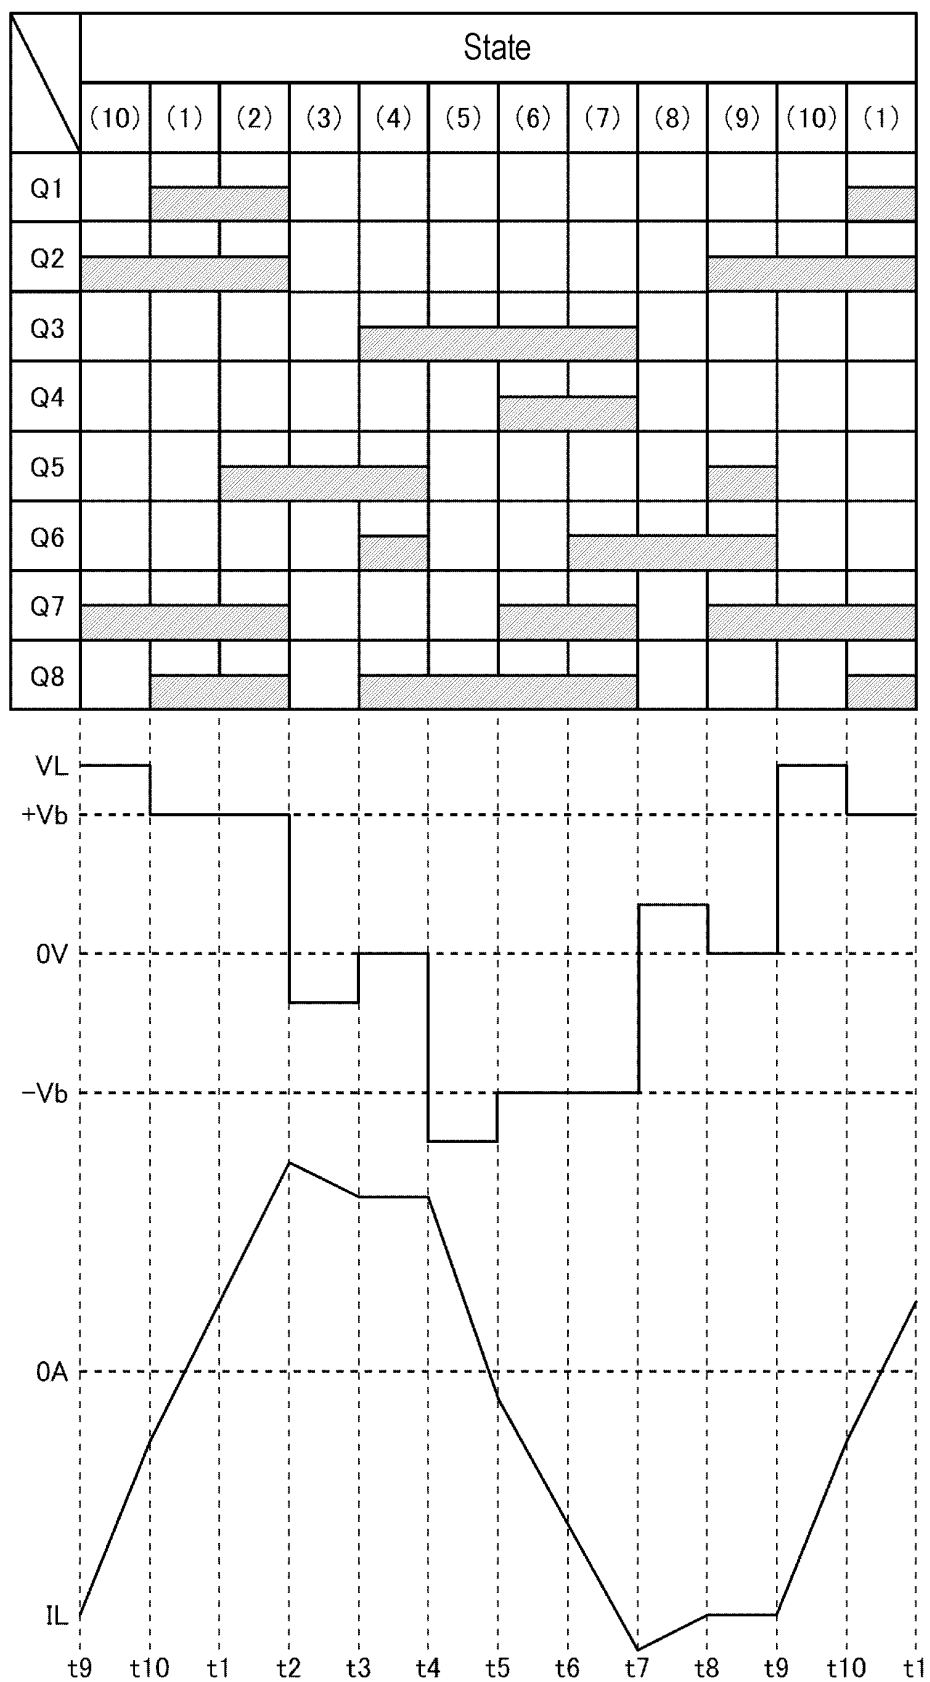 State
(10) (1) (2) (3) (4) (5) (6) (7) (8) (9) (10) (1)
Q1
Q2
Q3
Q4
Q5
Q6
Q7
Q8
VL
+Vb
0V
−Vb
0A
IL
t9 t10 t1 t2 t3 t4 t5 t6 t7 t8 t9 t10 t1